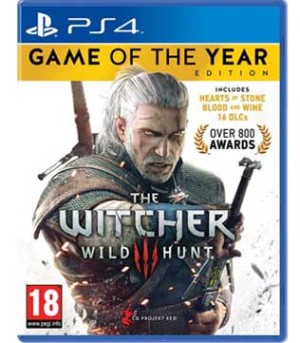 PS4
GAME OF THE YEAR
EDITION
INCLUDES
HEARTS OF STONE
BLOOD AND WINE
16 DLCs
OVER 800
AWARDS
THE
WITCHER
III
WILD HUNT
18
www.pegi.info
CD PROJEKT RED